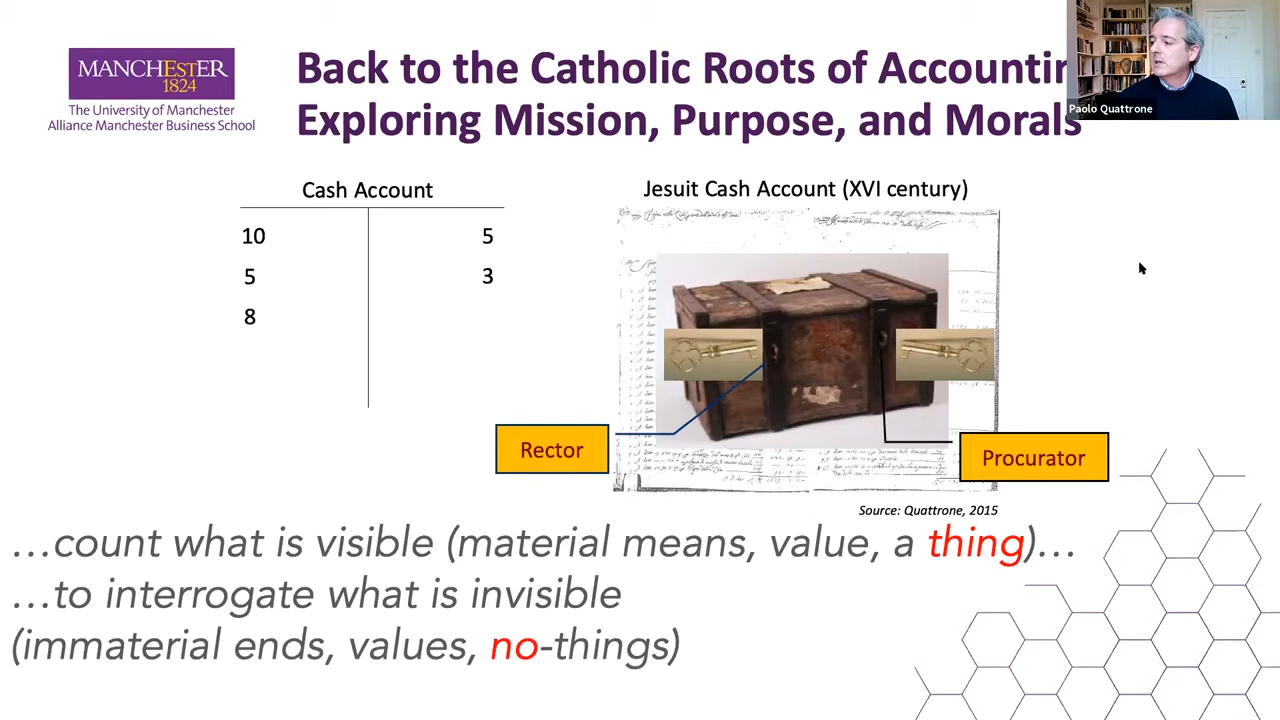 MANCHESTER
1824
The University of Manchester
Alliance Manchester Business School
Back to the Catholic Roots of Accountin
Exploring Mission, Purpose, and Morals
Paolo Quattrone
Cash Account
10 5
5 3
8
Jesuit Cash Account (XVI century)
Rector
Procurator
Source: Quattrone, 2015
…count what is visible (material means, value, a thing)…
…to interrogate what is invisible
(immaterial ends, values, no-things)